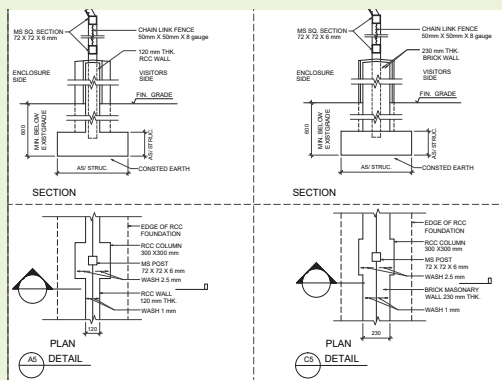 MS SQ. SECTION
72 X 72 X 6 mm
CHAIN LINK FENCE
50mm X 50mm X 8 gauge
120 mm THK.
RCC WALL
ENCLOSURE
SIDE
VISITORS
SIDE
FIN. GRADE
600
MIN. BELOW
EXISTGRADE
AS/ STRUC.
AS/ STRUC.
CONSTED EARTH
SECTION
MS SQ. SECTION
72 X 72 X 6 mm
CHAIN LINK FENCE
50mm X 50mm X 8 gauge
230 mm THK.
BRICK WALL
ENCLOSURE
SIDE
VISITORS
SIDE
FIN. GRADE
600
MIN. BELOW
EXISTGRADE
AS/ STRUC.
AS/ STRUC.
CONSTED EARTH
SECTION
EDGE OF RCC
FOUNDATION
RCC COLUMN
300 X300 MM
MS POST
72 X 72 X 6 mm
WASH 2.5 mm
RCC WALL
120 mm THK.
WASH 1 mm
120
PLAN
A5 DETAIL
EDGE OF RCC
FOUNDATION
RCC COLUMN
300 X300 MM
MS POST
72 X 72 X 6 mm
WASH 2.5 mm
BRICK MASONARY
WALL 230 mm THK.
WASH 1 mm
230
PLAN
C5 DETAIL